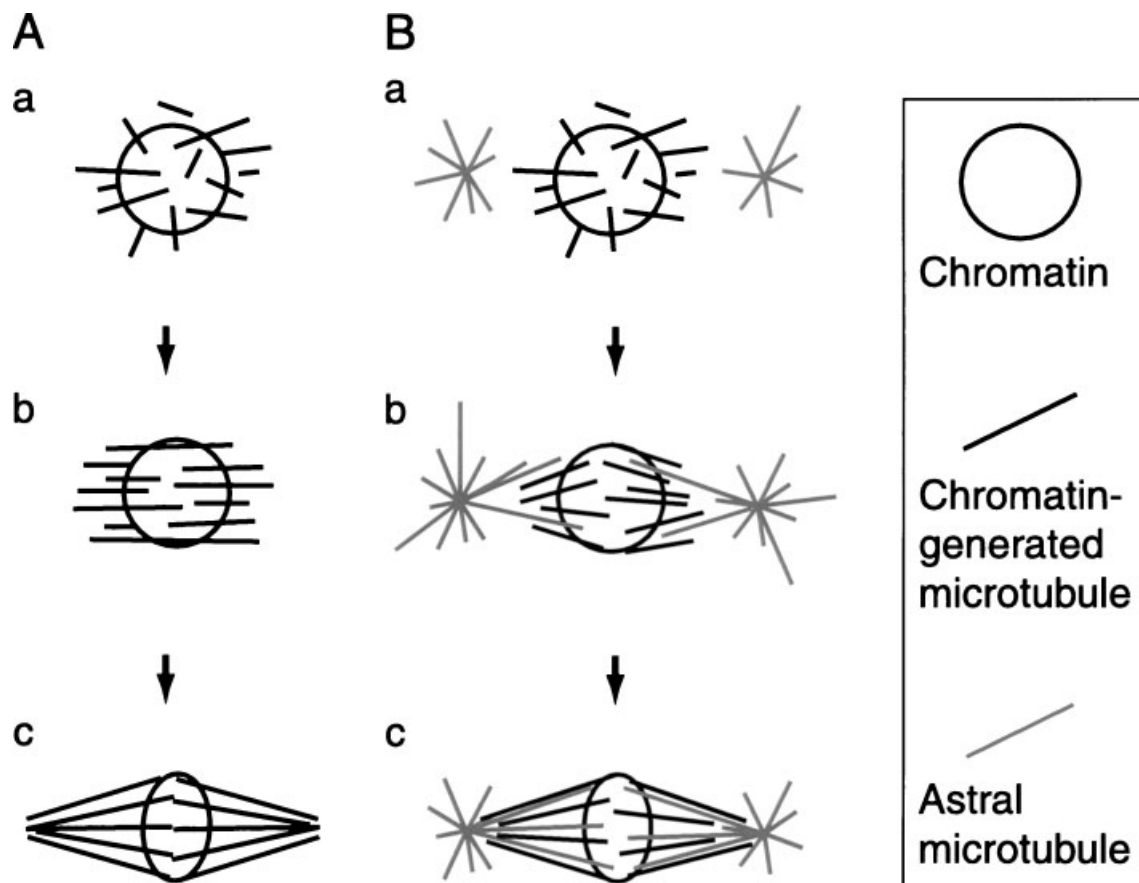 A
B
a
a
b
b
c
c
Chromatin
Chromatin-
generated
microtubule
Astral
microtubule